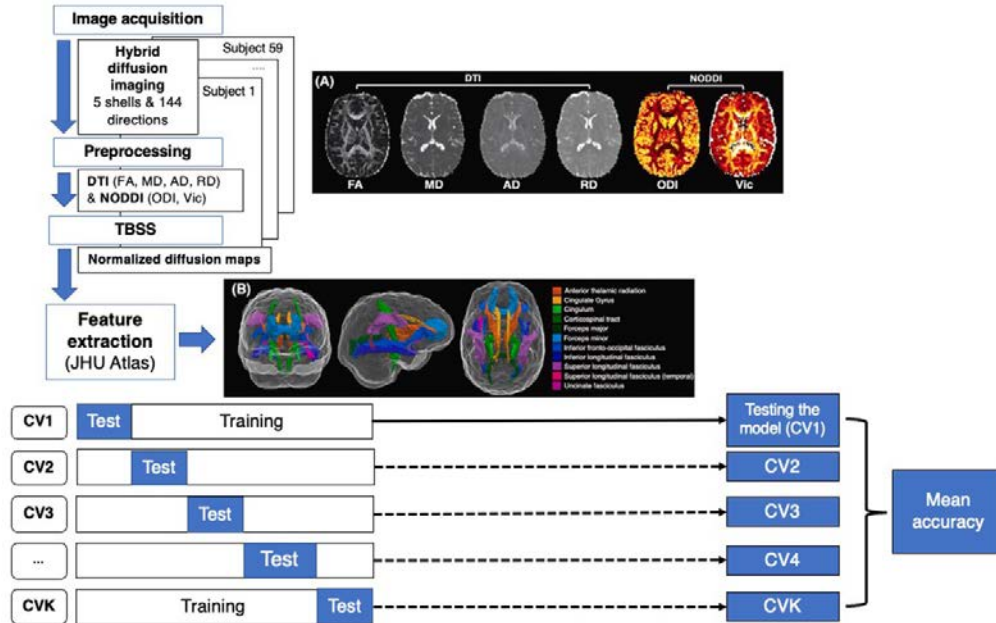 Image acquisition
Hybrid
diffusion
imaging
5 shells & 144
directions
Subject 59
....
Subject 1
Preprocessing
DTI (FA, MD, AD, RD)
& NODDI (ODI, Vic)
TBSS
Normalized diffusion maps
Feature
extraction
(JHU Atlas)
(A)
DTI
NODDI
FA
MD
AD
RD
ODI
Vic
(B)
Anterior thalamic radiation
Cingulate Gyrus
Cingulum
Corticospinal tract
Forceps major
Forceps minor
Inferior fronto-occipital fasciculus
Inferior longitudinal fasciculus
Superior longitudinal fasciculus
Superior longitudinal fasciculus (temporal)
Uncinate fasciculus
CV1
Test
Training
Testing the
model (CV1)
CV2
Test
CV2
CV3
Test
CV3
...
Test
CV4
CVK
Training
Test
CVK
Mean
accuracy